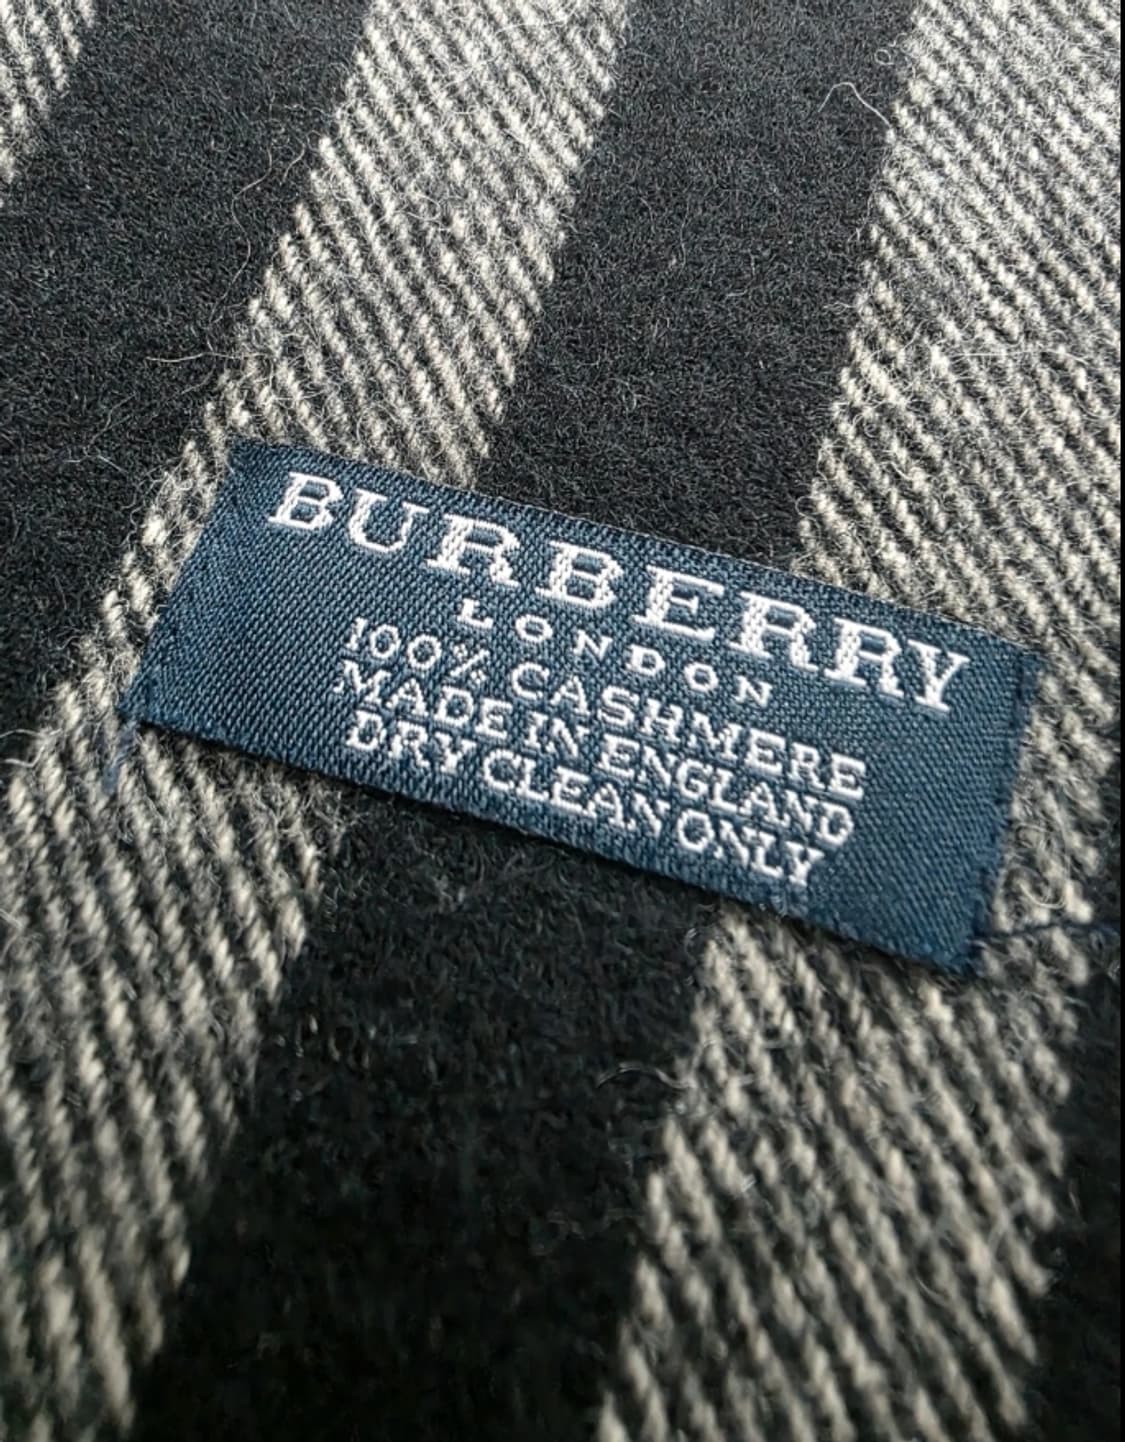 BURBERRY
LONDON
100% CASHMERE
MADE IN ENGLAND
DRY CLEAN ONLY